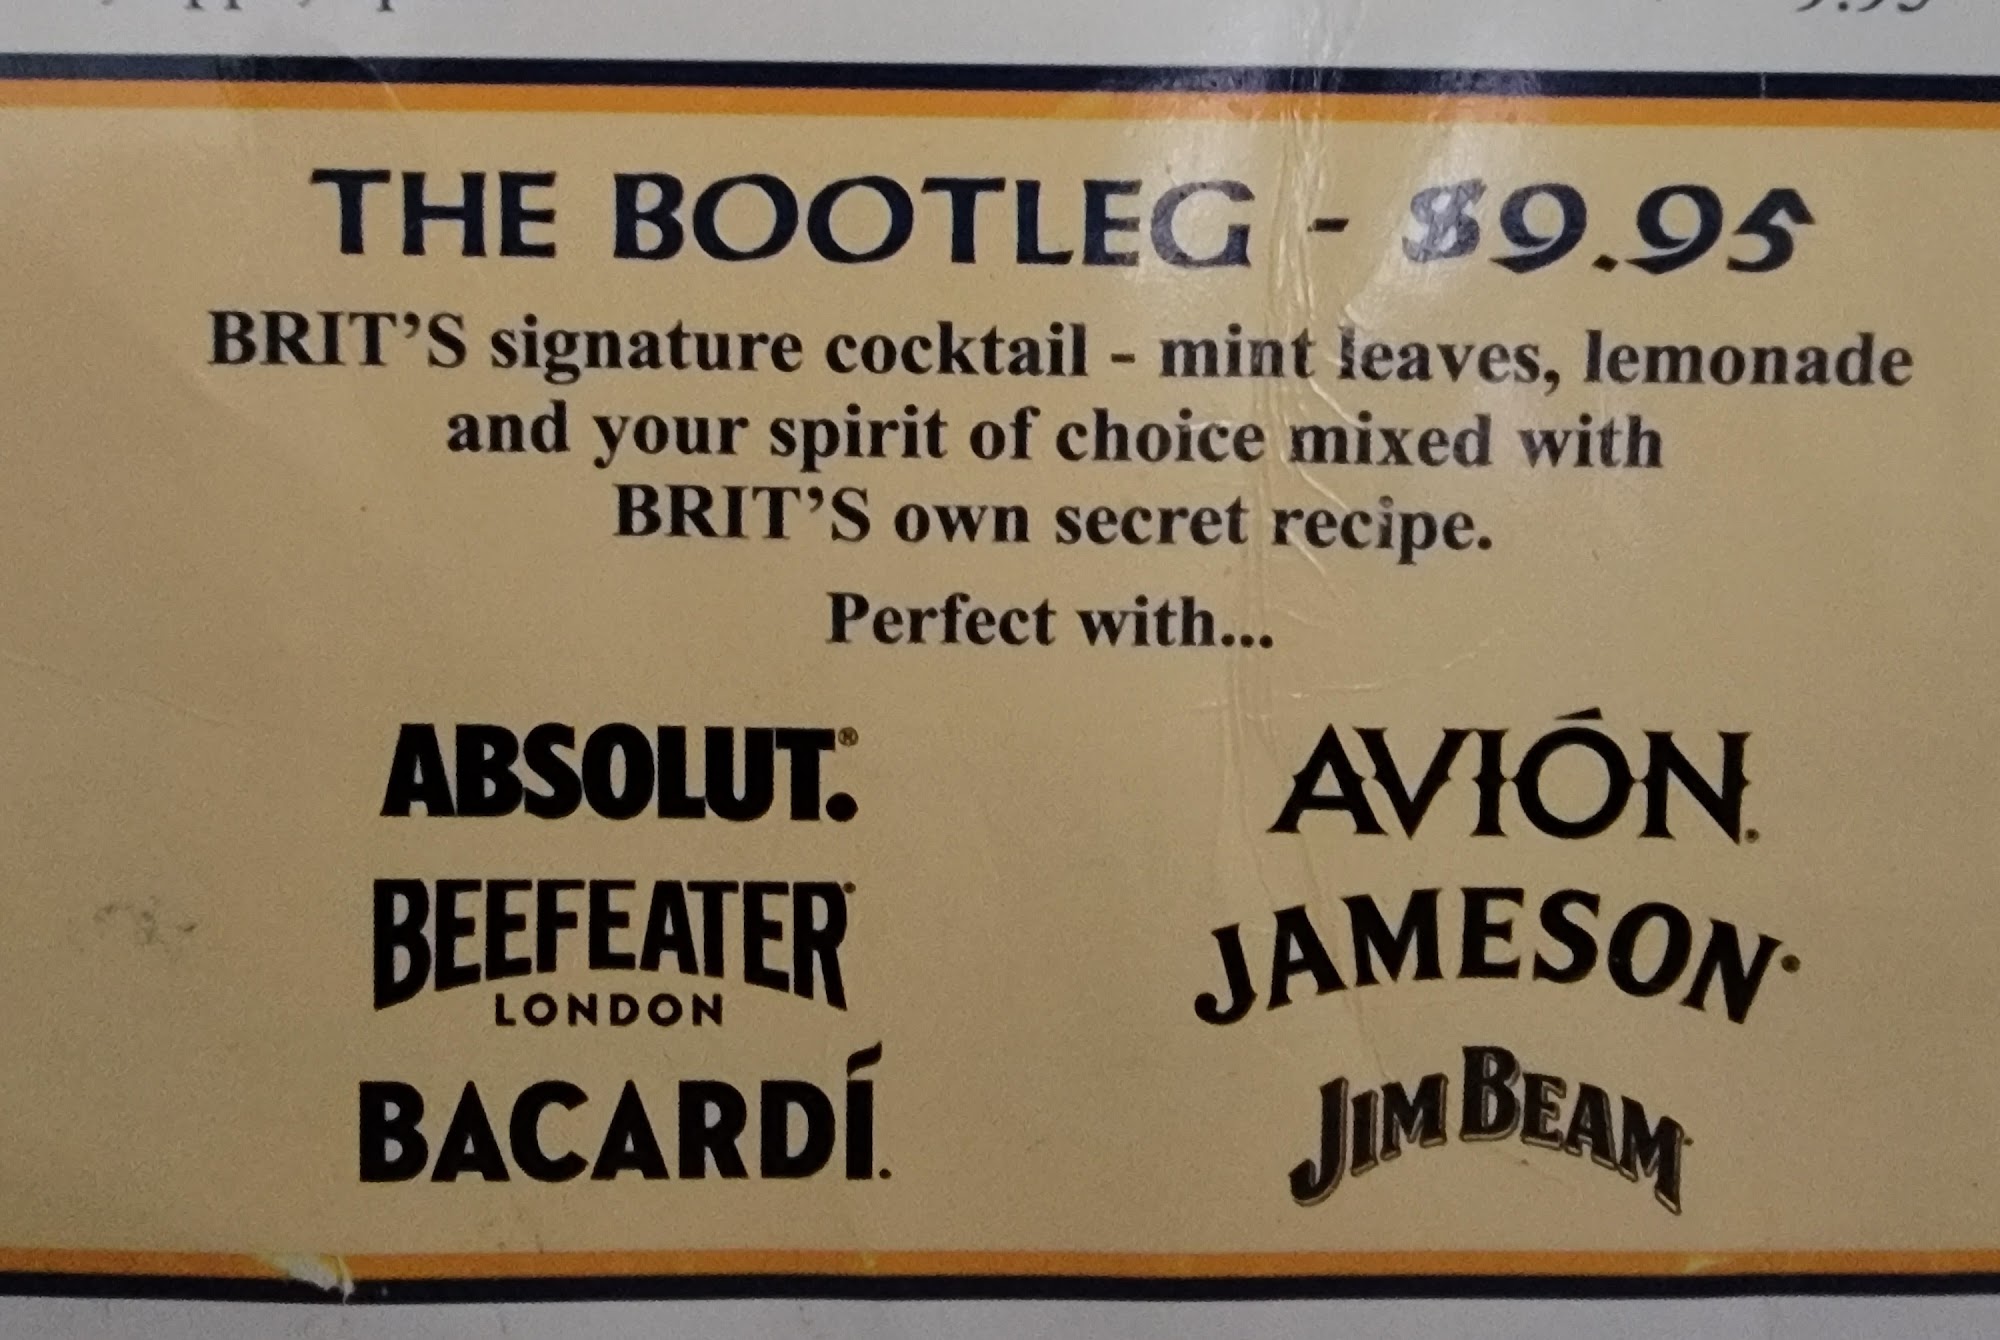 THE BOOTLEG - $9.95
BRIT'S signature cocktail - mint leaves, lemonade
and your spirit of choice mixed with
BRIT'S own secret recipe.
Perfect with...
ABSOLUT.®
AVIÓN
BEEFEATER
LONDON
JAMESON
BACARDÍ
JIM BEAM